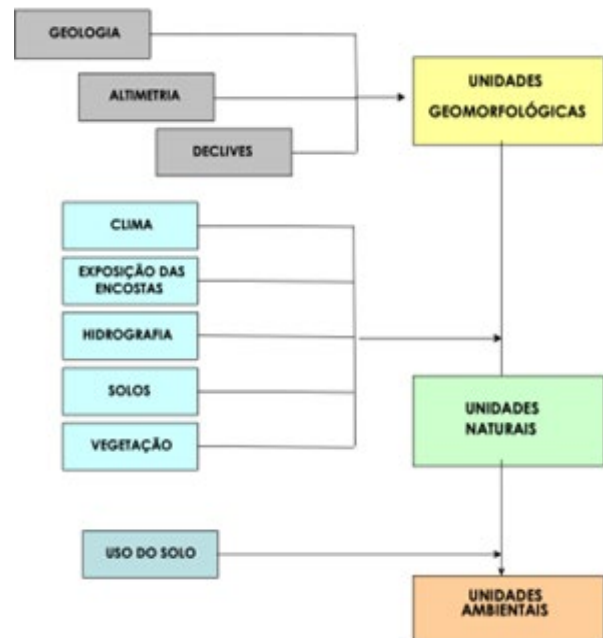 GEOLOGIA
ALTIMETRIA
DECLIVES
UNIDADES
GEOMORFOLÓGICAS
CLIMA
EXPOSIÇÃO DAS
ENCOSTAS
HIDROGRAFIA
SOLOS
VEGETAÇÃO
UNIDADES
NATURAIS
USO DO SOLO
UNIDADES
AMBIENTAIS